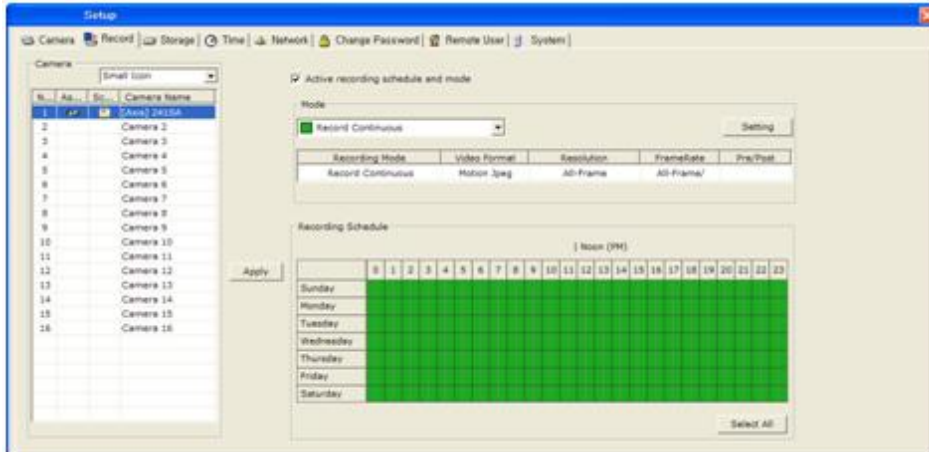 Setup
Camera Record Storage Time Network Change Password Remote User System
Camera
Small Icon
N... As... Sc... Camera Name
1 [Axis] 241SA
2 Camera 2
3 Camera 3
4 Camera 4
5 Camera 5
6 Camera 6
7 Camera 7
8 Camera 8
9 Camera 9
10 Camera 10
11 Camera 11
12 Camera 12
13 Camera 13
14 Camera 14
15 Camera 15
16 Camera 16
Apply
Active recording schedule and mode
Mode
Record Continuous Setting
Recording Mode Video Format Resolution FrameRate Pre/Post
Record Continuous Motion Jpeg All-Frame All-Frame/
Recording Schedule
| Noon (PM)
0 1 2 3 4 5 6 7 8 9 10 11 12 13 14 15 16 17 18 19 20 21 22 23
Sunday
Monday
Tuesday
Wednesday
Thursday
Friday
Saturday
Select All